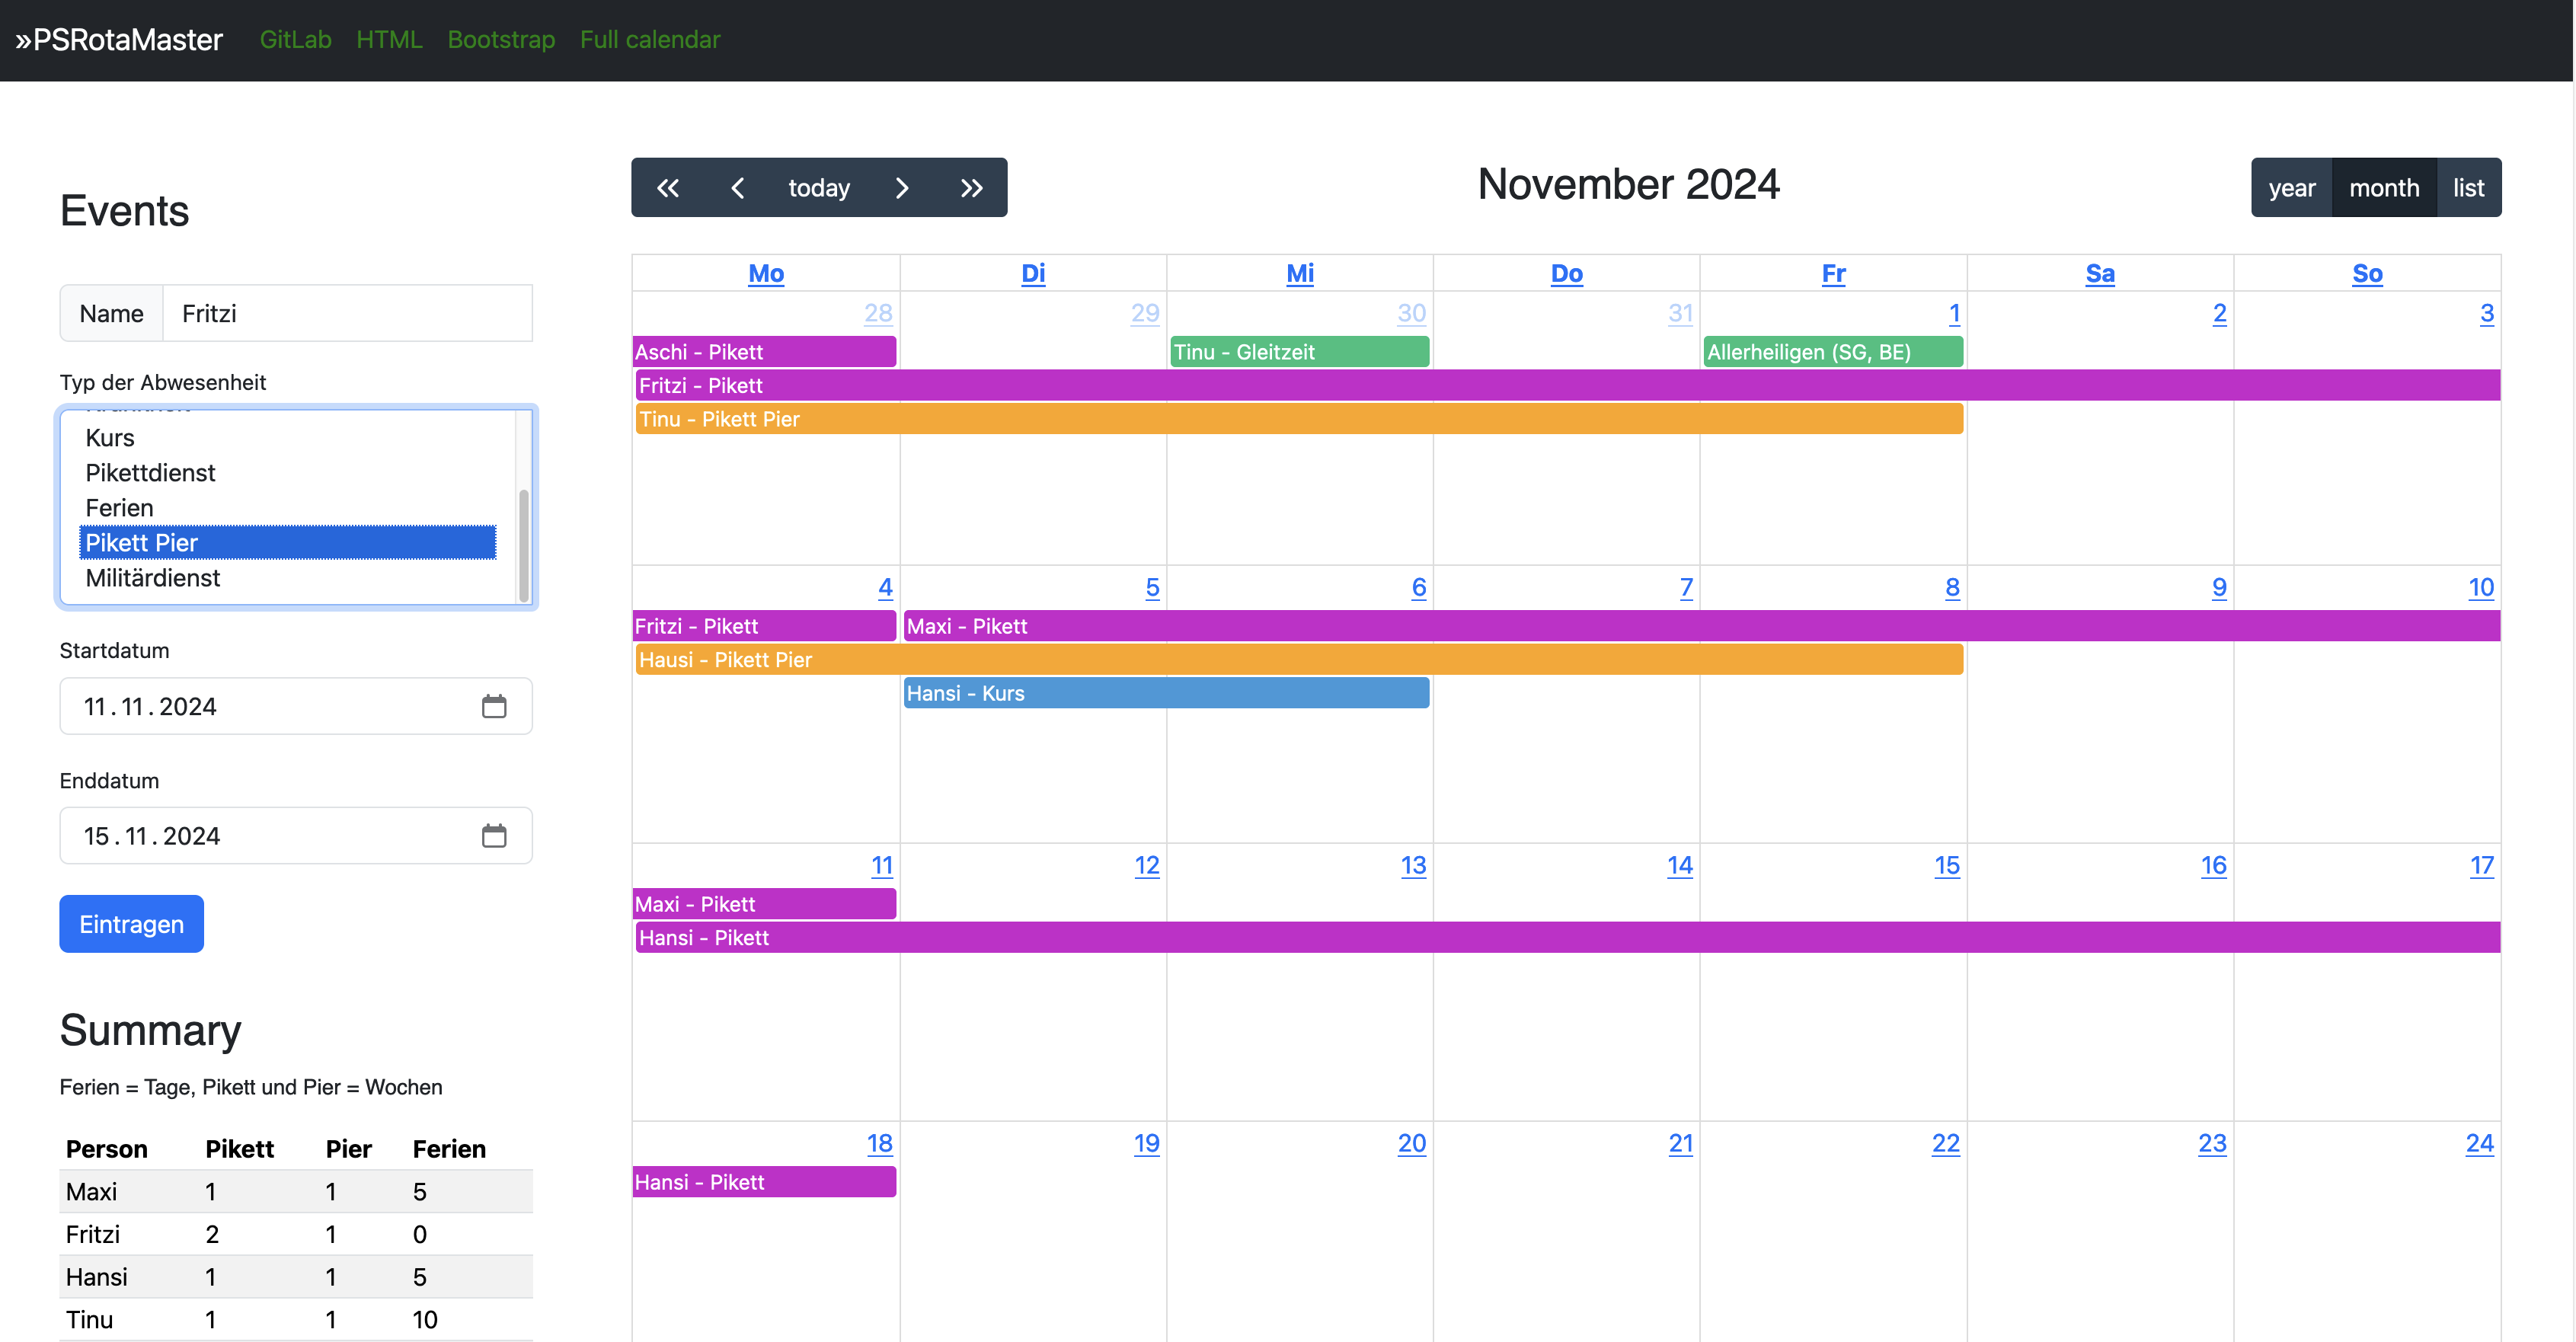 »PSRotaMaster GitLab HTML Bootstrap Full calendar
Events
Name Fritzi
Typ der Abwesenheit
Kurs
Pikettdienst
Ferien
Pikett Pier
Militärdienst
Startdatum
11.11.2024
Enddatum
15.11.2024
Eintragen
Summary
Ferien = Tage, Pikett und Pier = Wochen
Person Pikett Pier Ferien
Maxi 1 1 5
Fritzi 2 1 0
Hansi 1 1 5
Tinu 1 1 10
« < today > »
November 2024
year month list
Mo Di Mi Do Fr Sa So
28 29 30 31 1 2 3
Aschi - Pikett Tinu - Gleitzeit Allerheiligen (SG, BE)
Fritzi - Pikett
Tinu - Pikett Pier
4 5 6 7 8 9 10
Fritzi - Pikett Maxi - Pikett
Hausi - Pikett Pier
Hansi - Kurs
11 12 13 14 15 16 17
Maxi - Pikett
Hansi - Pikett
18 19 20 21 22 23 24
Hansi - Pikett